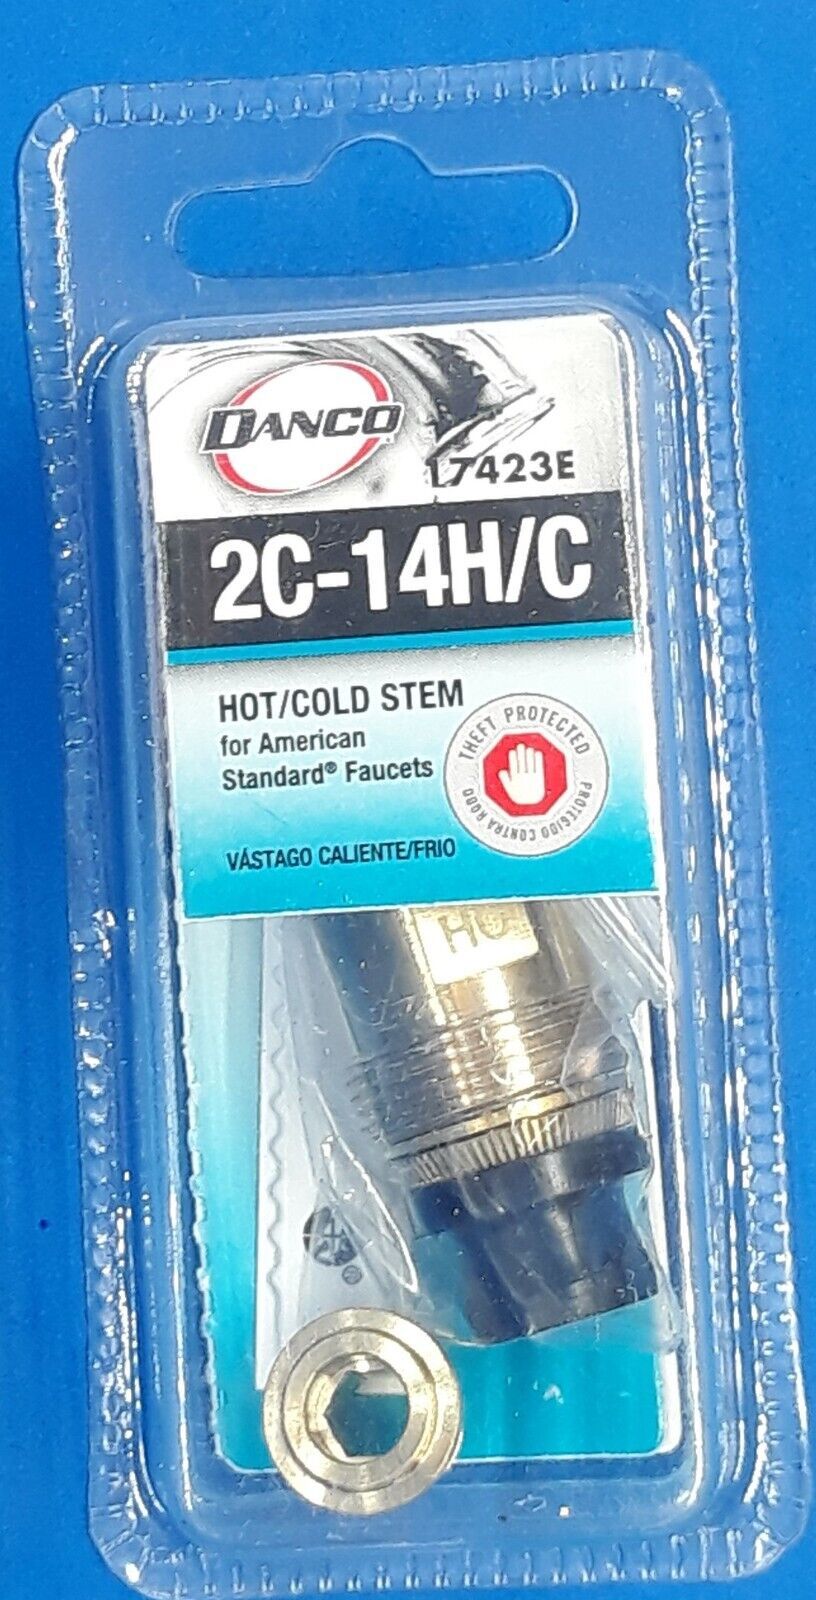 DANCO
17423E
2C-14H/C
HOT/COLD STEM
for American
Standard® Faucets
THEFT PROTECTED
PROTEGIDO CONTRA ROBO
VÁSTAGO CALIENTE/FRIO
HOT
®